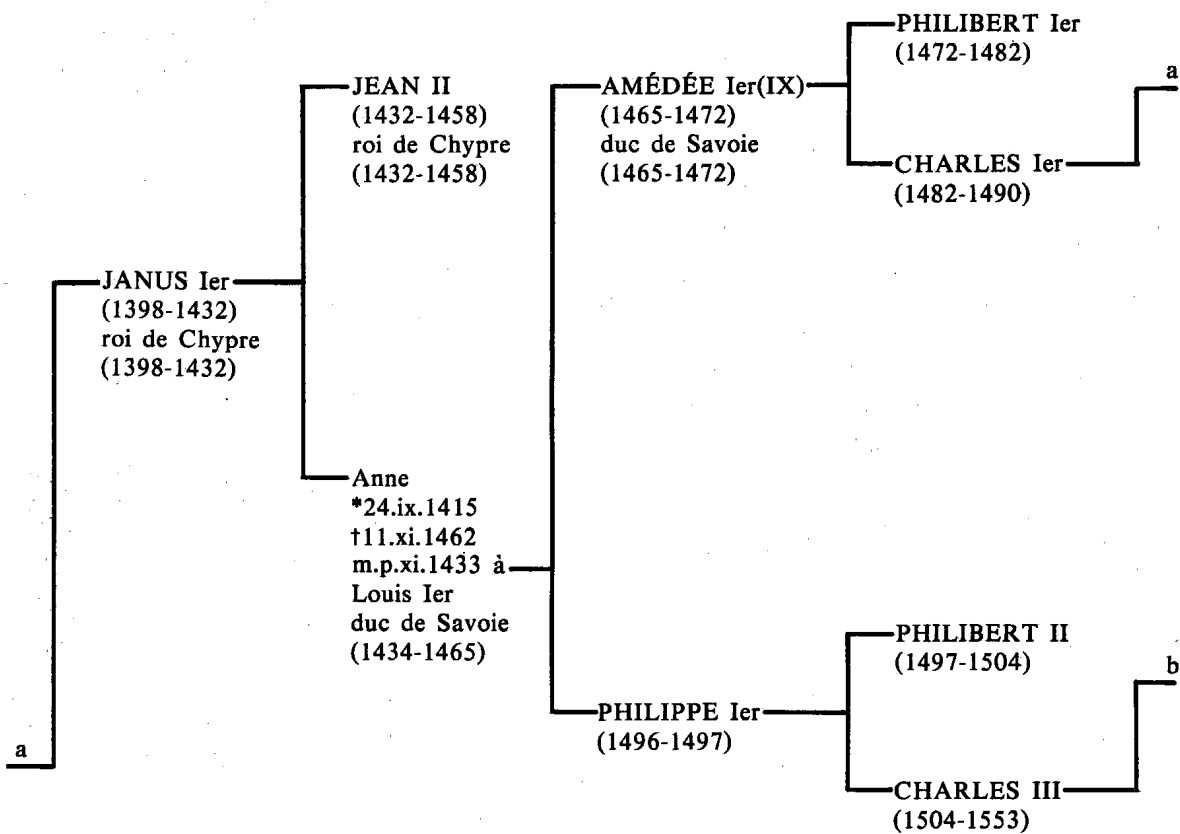 a
JANUS Ier
(1398-1432)
roi de Chypre
(1398-1432)
JEAN II
(1432-1458)
roi de Chypre
(1432-1458)
Anne
*24.ix.1415
†11.xi.1462
m.p.xi.1433 à
Louis Ier
duc de Savoie
(1434-1465)
AMÉDÉE Ier(IX)
(1465-1472)
duc de Savoie
(1465-1472)
PHILIPPE Ier
(1496-1497)
PHILIBERT Ier
(1472-1482)
CHARLES Ier
(1482-1490)
a
PHILIBERT II
(1497-1504)
CHARLES III
(1504-1553)
b